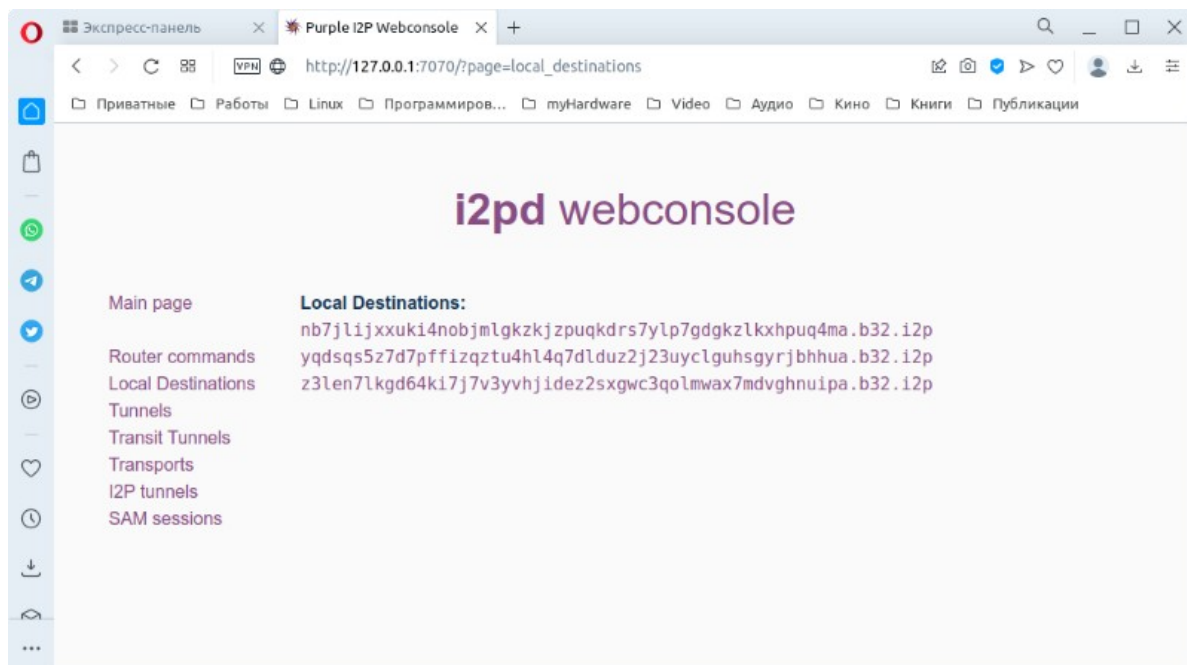 Экспресс-панель
Purple I2P Webconsole
VPN
http://127.0.0.1:7070/?page=local_destinations
Приватные Работы Linux Программиров... myHardware Video Аудио Кино Книги Публикации
i2pd webconsole
Main page
Router commands
Local Destinations
Tunnels
Transit Tunnels
Transports
I2P tunnels
SAM sessions
Local Destinations:
nb7jlijxxuki4nobjmlgkzkjzpuqkdrs7ylp7gdgkzlkxhpuq4ma.b32.i2p
yqdsqs5z7d7pffizqztu4hl4q7dlduz2j23uyclguhsgyrjbhhua.b32.i2p
z3len7lkgd64ki7j7v3yvhjidez2sxgwc3qolmwax7mdvghnuipa.b32.i2p